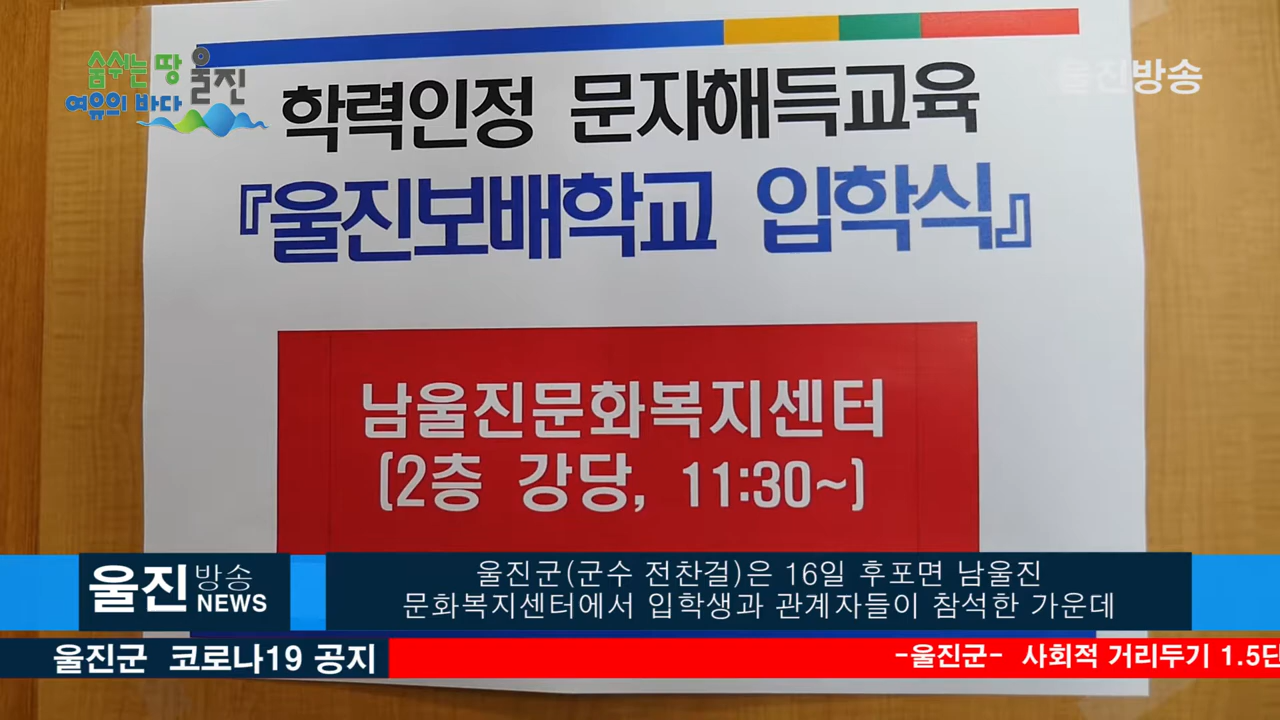 숨쉬는 땅
여유의 바다
울진
울진방송
학력인정 문자해득교육
『울진보배학교 입학식』
남울진문화복지센터
(2층 강당, 11:30~)
울진 방송 NEWS
울진군(군수 전찬걸)은 16일 후포면 남울진
문화복지센터에서 입학생과 관계자들이 참석한 가운데
울진군 코로나19 공지
-울진군- 사회적 거리두기 1.5단